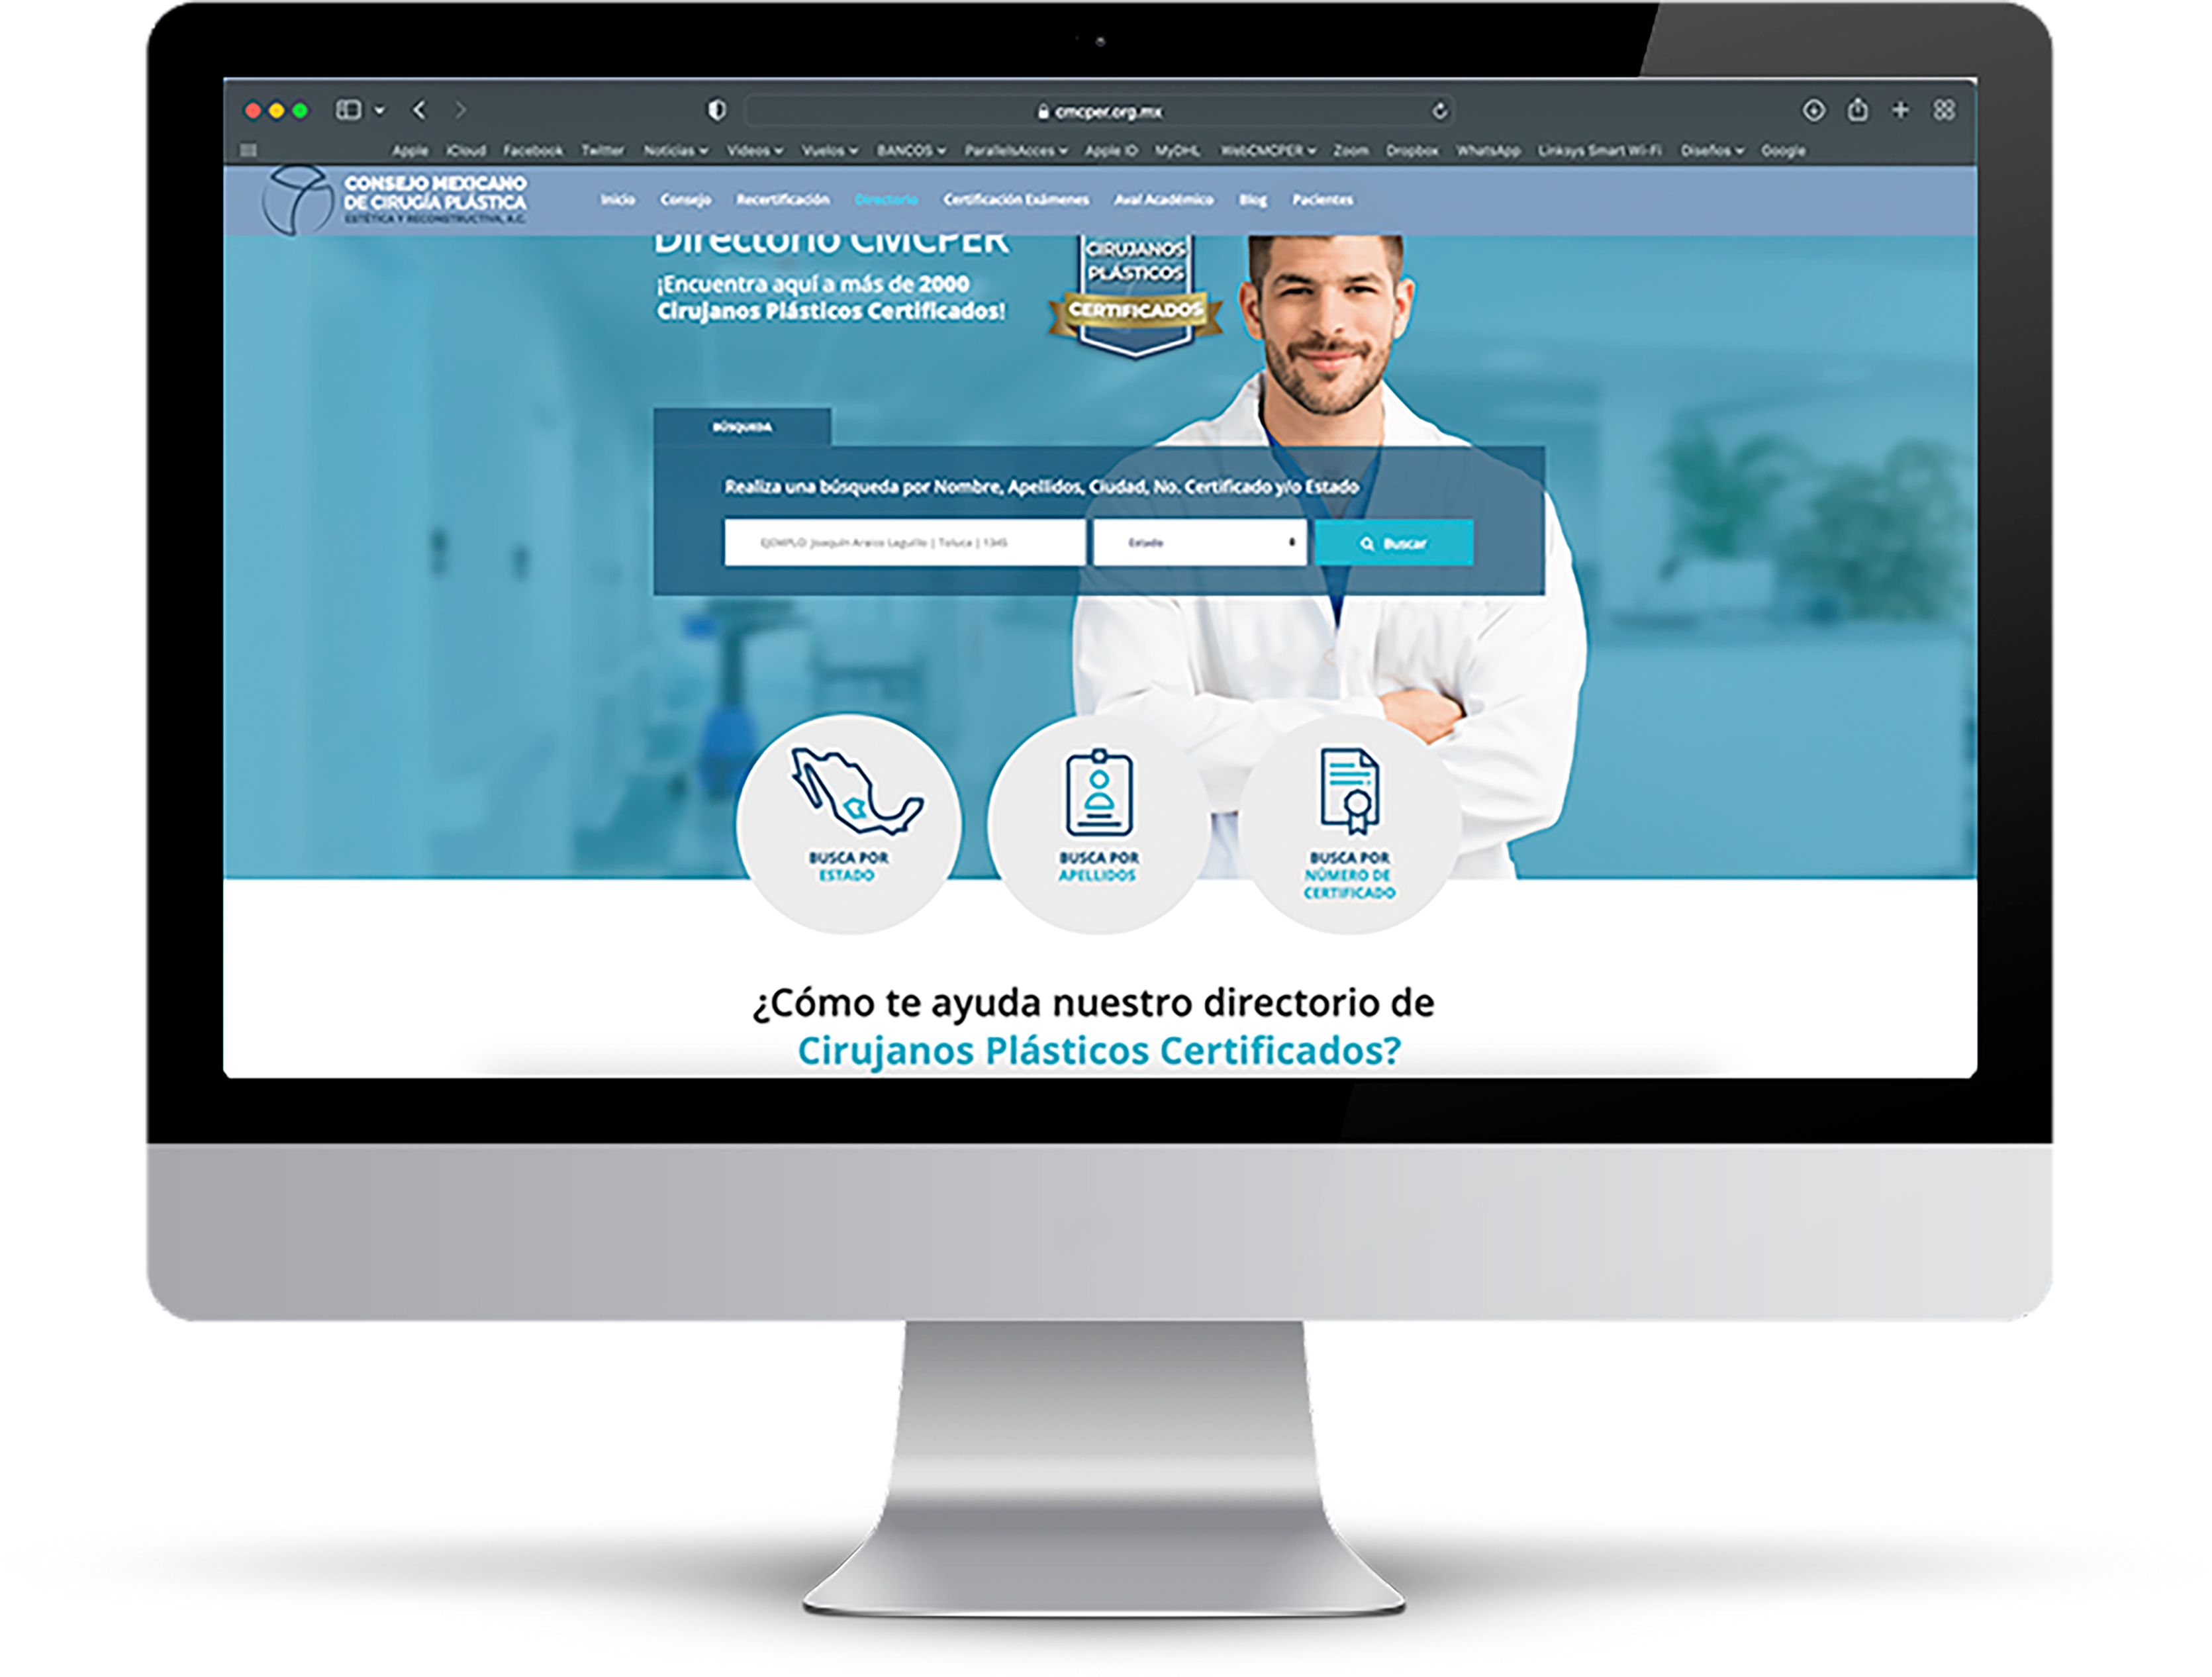 cmcper.org.mx
Apple iCloud Facebook Twitter Noticias Videos Vuelos BANCOS ParallelsAcces Apple ID MyDHL WebCMCPER Zoom Dropbox WhatsApp Linksys Smart Wi-Fi Diseños Google
CONSEJO MEXICANO
DE CIRUGÍA PLÁSTICA
ESTÉTICA Y RECONSTRUCTIVA, A.C.
Inicio Consejo Recertificación Directorio Certificación Exámenes Aval Académico Blog Pacientes
Directorio CMCPER
¡Encuentra aquí a más de 2000
Cirujanos Plásticos Certificados!
CIRUJANOS
PLÁSTICOS
CERTIFICADOS
BÚSQUEDA
Realiza una búsqueda por Nombre, Apellidos, Ciudad, No. Certificado y/o Estado
EJEMPLO: Joaquín Araico Laguillo | Toluca | 1345
Estado
Buscar
BUSCA POR
ESTADO
BUSCA POR
APELLIDOS
BUSCA POR
NÚMERO DE
CERTIFICADO
¿Cómo te ayuda nuestro directorio de
Cirujanos Plásticos Certificados?